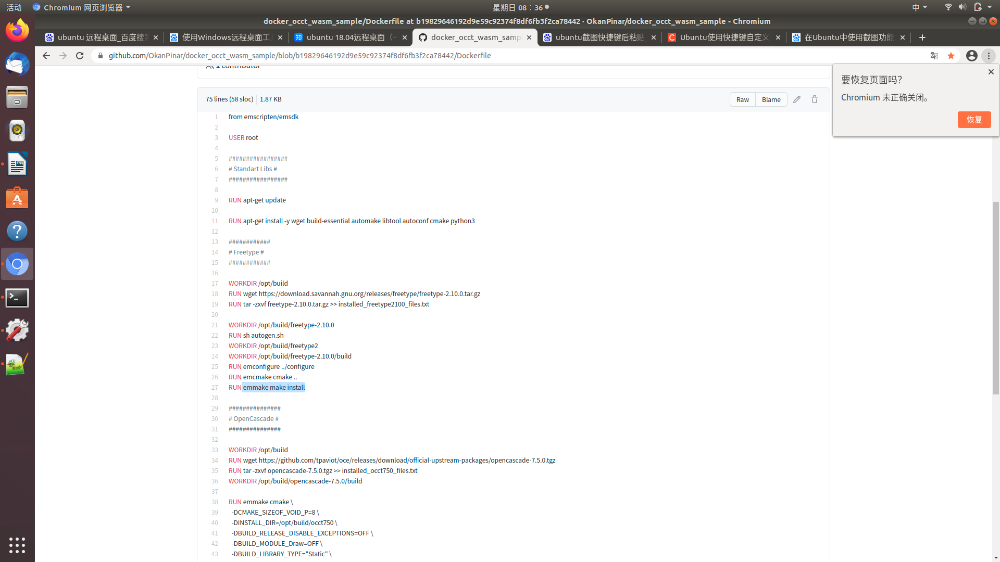 活动
Chromium 网页浏览器
星期日 08：36
中
docker_occt_wasm_sample/Dockerfile at b19829646192d9e59c92374f8df6fb3f2ca78442 · OkanPinar/docker_occt_wasm_sample - Chromium
ubuntu 远程桌面_百度搜
使用Windows远程桌面工
ubuntu 18.04远程桌面（
docker_occt_wasm_samp
ubuntu截图快捷键后粘贴_
Ubuntu使用快捷键自定义
在Ubuntu中使用截图功能
github.com/OkanPinar/docker_occt_wasm_sample/blob/b19829646192d9e59c92374f8df6fb3f2ca78442/Dockerfile
1 contributor
要恢复页面吗？
Chromium 未正确关闭。
恢复
75 lines (58 sloc) 1.87 KB
Raw Blame
1 from emscripten/emsdk
2
3 USER root
4
5 #################
6 # Standart Libs #
7 #################
8
9 RUN apt-get update
10
11 RUN apt-get install -y wget build-essential automake libtool autoconf cmake python3
12
13 ############
14 # Freetype #
15 ############
16
17 WORKDIR /opt/build
18 RUN wget https://download.savannah.gnu.org/releases/freetype/freetype-2.10.0.tar.gz
19 RUN tar -zxvf freetype-2.10.0.tar.gz >> installed_freetype2100_files.txt
20
21 WORKDIR /opt/build/freetype-2.10.0
22 RUN sh autogen.sh
23 WORKDIR /opt/build/freetype2
24 WORKDIR /opt/build/freetype-2.10.0/build
25 RUN emconfigure ../configure
26 RUN emcmake cmake ..
27 RUN emmake make install
28
29 ###############
30 # OpenCascade #
31 ###############
32
33 WORKDIR /opt/build
34 RUN wget https://github.com/tpaviot/oce/releases/download/official-upstream-packages/opencascade-7.5.0.tgz
35 RUN tar -zxvf opencascade-7.5.0.tgz >> installed_occt750_files.txt
36 WORKDIR /opt/build/opencascade-7.5.0/build
37
38 RUN emmake cmake \
39 -DCMAKE_SIZEOF_VOID_P=8 \
40 -DINSTALL_DIR=/opt/build/occt750 \
41 -DBUILD_RELEASE_DISABLE_EXCEPTIONS=OFF \
42 -DBUILD_MODULE_Draw=OFF \
43 -DBUILD_LIBRARY_TYPE="Static" \